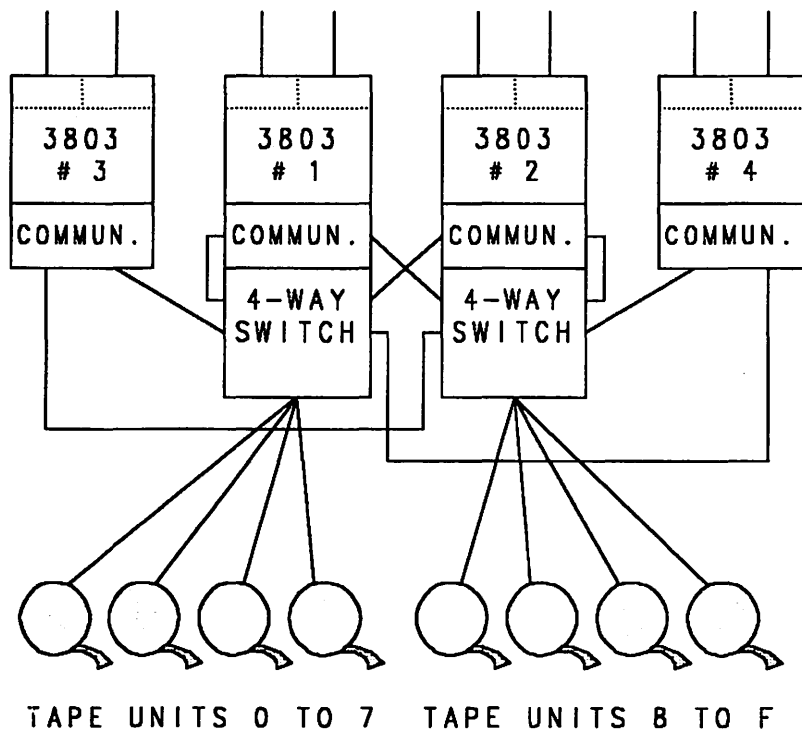 3803
# 3
3803
# 1
3803
# 2
3803
# 4
COMMUN.
COMMUN.
COMMUN.
COMMUN.
4-WAY
SWITCH
4-WAY
SWITCH
TAPE UNITS 0 TO 7
TAPE UNITS 8 TO F